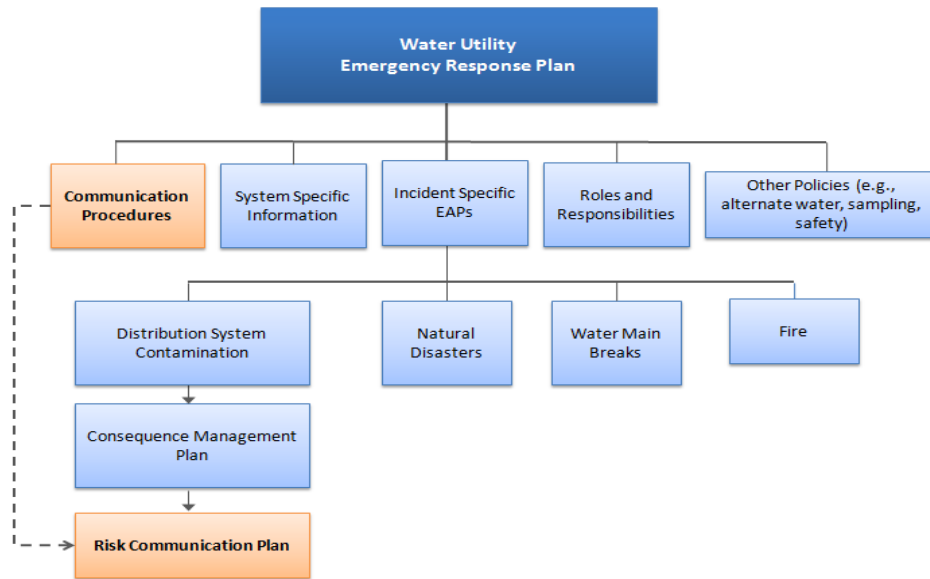 Water Utility
Emergency Response Plan
Communication
Procedures
System Specific
Information
Incident Specific
EAPs
Roles and
Responsibilities
Other Policies (e.g.,
alternate water, sampling,
safety)
Distribution System
Contamination
Natural
Disasters
Water Main
Breaks
Fire
Consequence Management
Plan
Risk Communication Plan